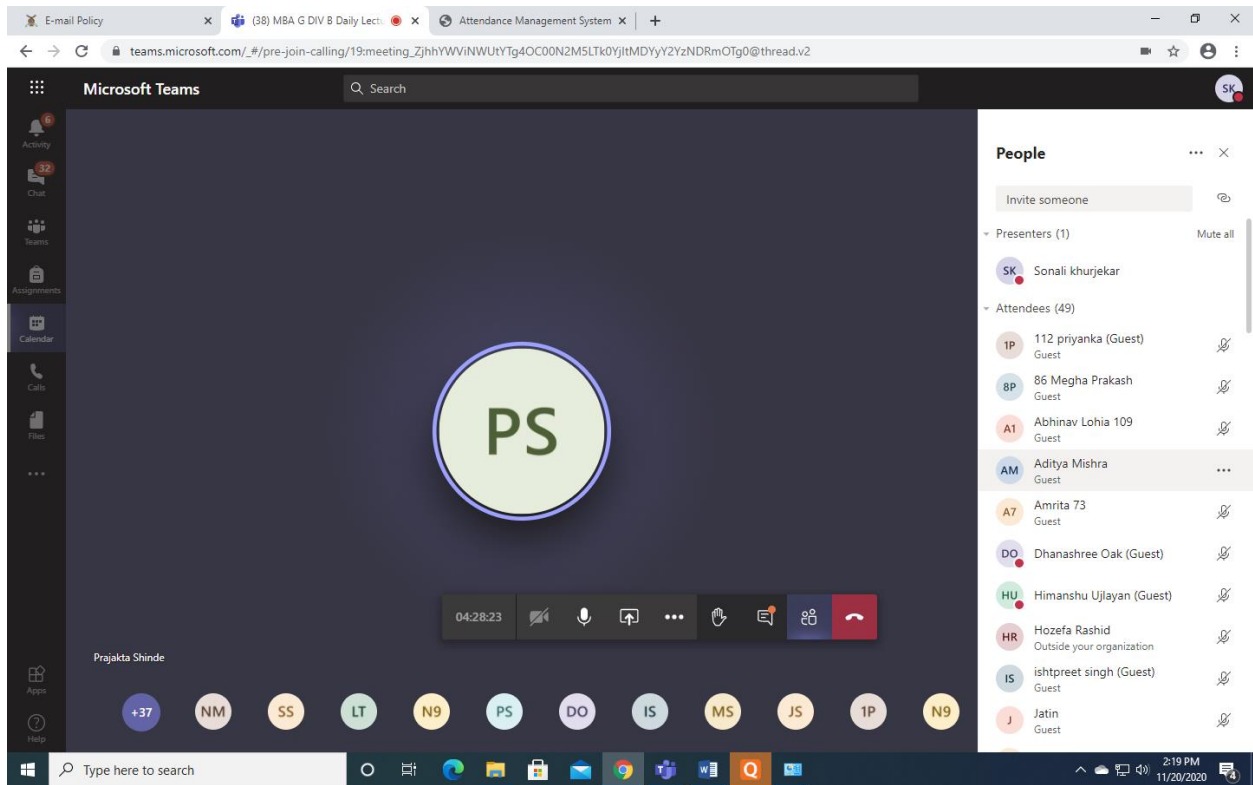 E-mail Policy
(38) MBA G DIV B Daily Lectu
Attendance Management System
teams.microsoft.com/_#/pre-join-calling/19:meeting_ZjhhYWViNWUtYTg4OC00N2M5LTk0YjItMDYyY2YzNDRmOTg0@thread.v2
Microsoft Teams
Search
SK
6
Activity
32
Chat
Teams
Assignments
Calendar
Calls
Files
Apps
Help
PS
04:28:23
Prajakta Shinde
+37 NM SS LT N9 PS DO IS MS JS 1P N9
People
Invite someone
Presenters (1) Mute all
SK Sonali khurjekar
Attendees (49)
1P 112 priyanka (Guest)
Guest
8P 86 Megha Prakash
Guest
A1 Abhinav Lohia 109
Guest
AM Aditya Mishra
Guest
A7 Amrita 73
Guest
DO Dhanashree Oak (Guest)
HU Himanshu Ujlayan (Guest)
HR Hozefa Rashid
Outside your organization
IS ishtpreet singh (Guest)
Guest
J Jatin
Guest
Type here to search
2:19 PM
11/20/2020
4